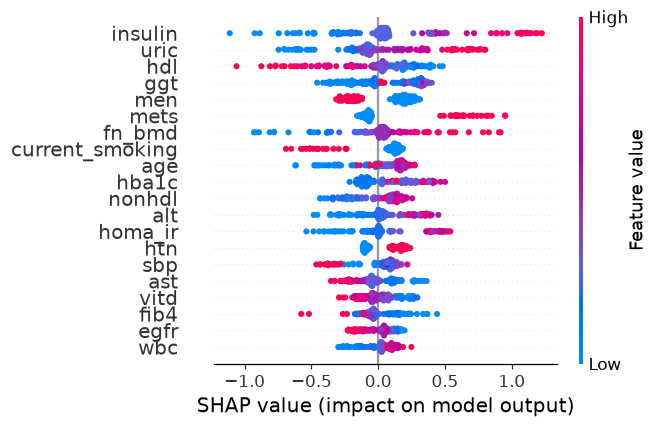 High
insulin
uric
hdl
ggt
men
mets
fn_bmd
current_smoking
age
hba1c
nonhdl
alt
homa_ir
htn
sbp
ast
vitd
fib4
egfr
wbc
Feature value
Low
−1.0 −0.5 0.0 0.5 1.0
SHAP value (impact on model output)